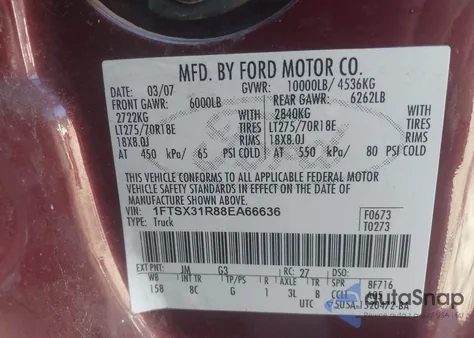 MFD. BY FORD MOTOR CO.
03/07 GVWR: 10000LB/ 4536KG
FRONT GAWR: 6000LB REAR GAWR: 6262LB
2722KG WITH 2840KG WITH
LT275/70R18E TIRES LT275/70R18E TIRES
18X8.0J RIMS 18X8.0J RIMS
AT 450 kPa/ 65 PSI COLD AT 550 kPa/ 80 PSI COLD
THIS VEHICLE CONFORMS TO ALL APPLICABLE FEDERAL MOTOR
VEHICLE SAFETY STANDARDS IN EFFECT ON THE DATE OF
MANUFACTURE SHOWN ABOVE.
VIN: 1FTSX31R88EA66636 F0673
TYPE: Truck T0273
EXT PNT: JM G3 RC: 27 DSO:
WB INT TR TP/PS R AXLE TR 8F716
158 8C G 1 3L B
UTC
autoSnap